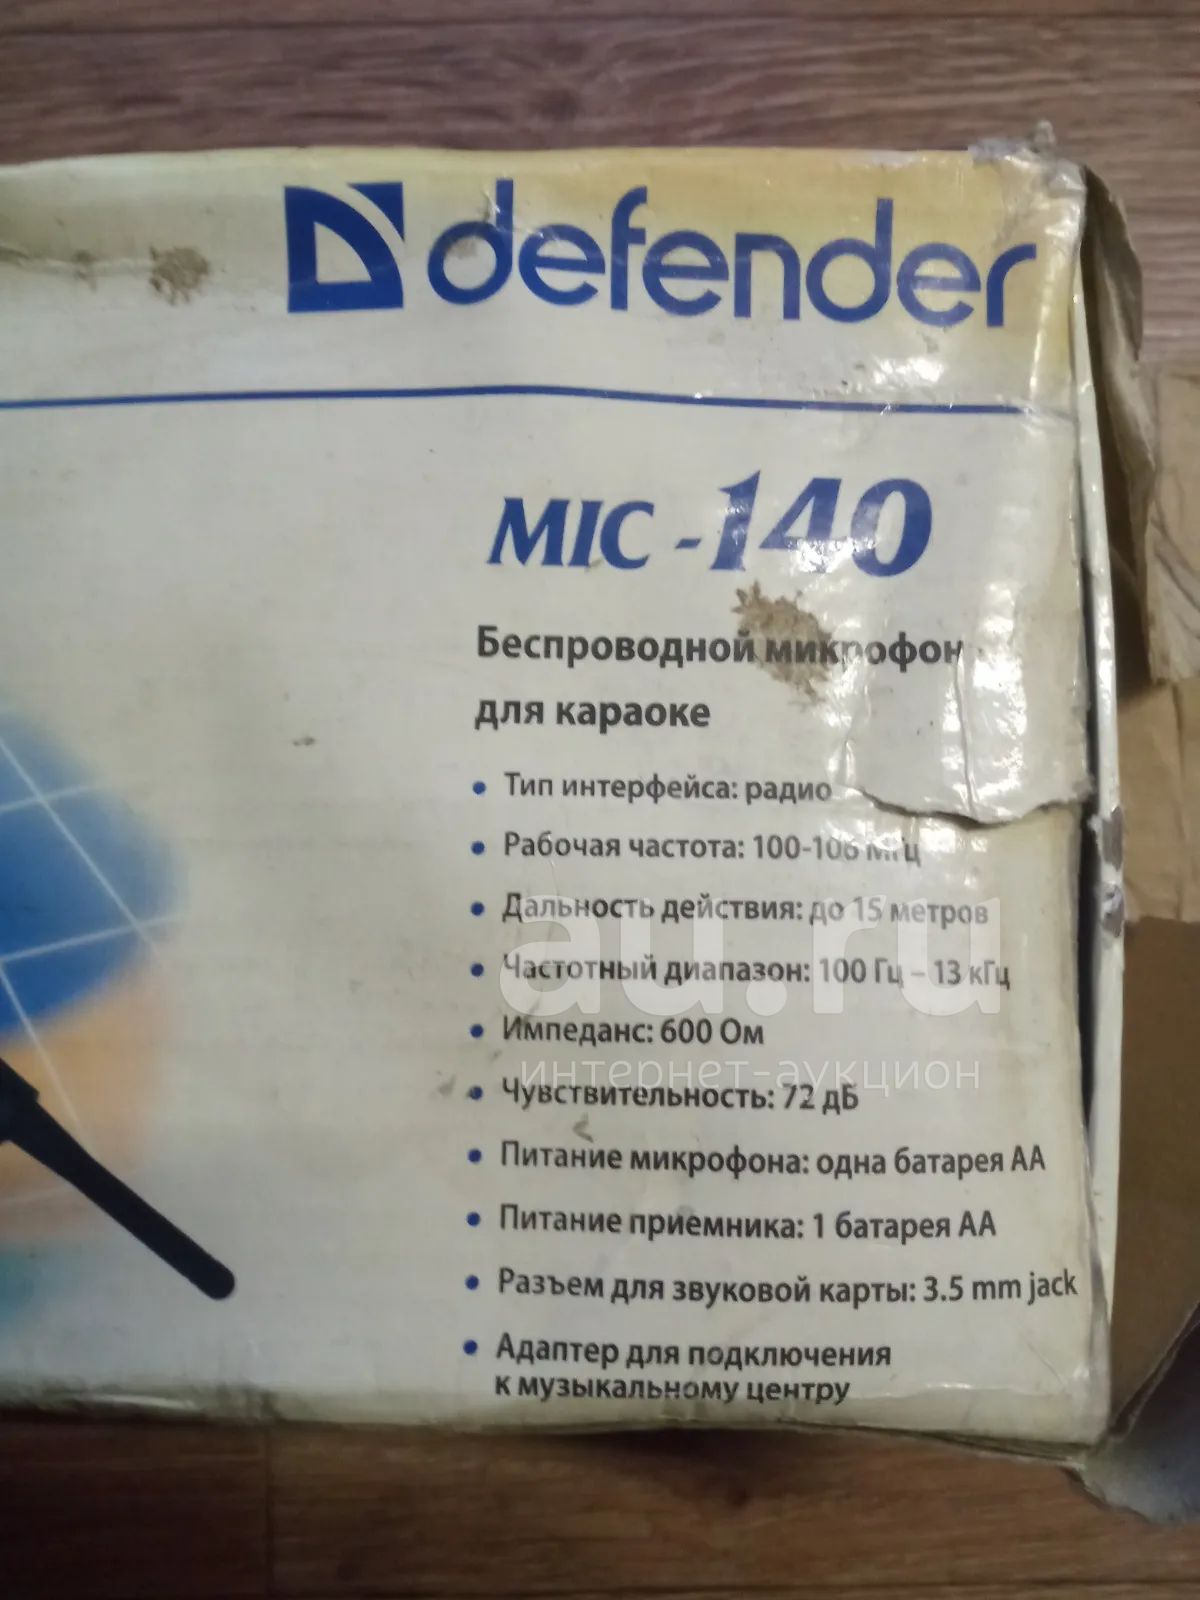 defender
MIC -140
Беспроводной микрофон
для караоке
• Тип интерфейса: радио
• Рабочая частота: 100-108 МГц
• Дальность действия: до 15 метров
• Частотный диапазон: 100 Гц – 13 кГц
• Импеданс: 600 Ом
• Чувствительность: 72 дБ
• Питание микрофона: одна батарея АА
• Питание приемника: 1 батарея АА
• Разъем для звуковой карты: 3.5 mm jack
• Адаптер для подключения
к музыкальному центру
au.ru
интернет-аукцион